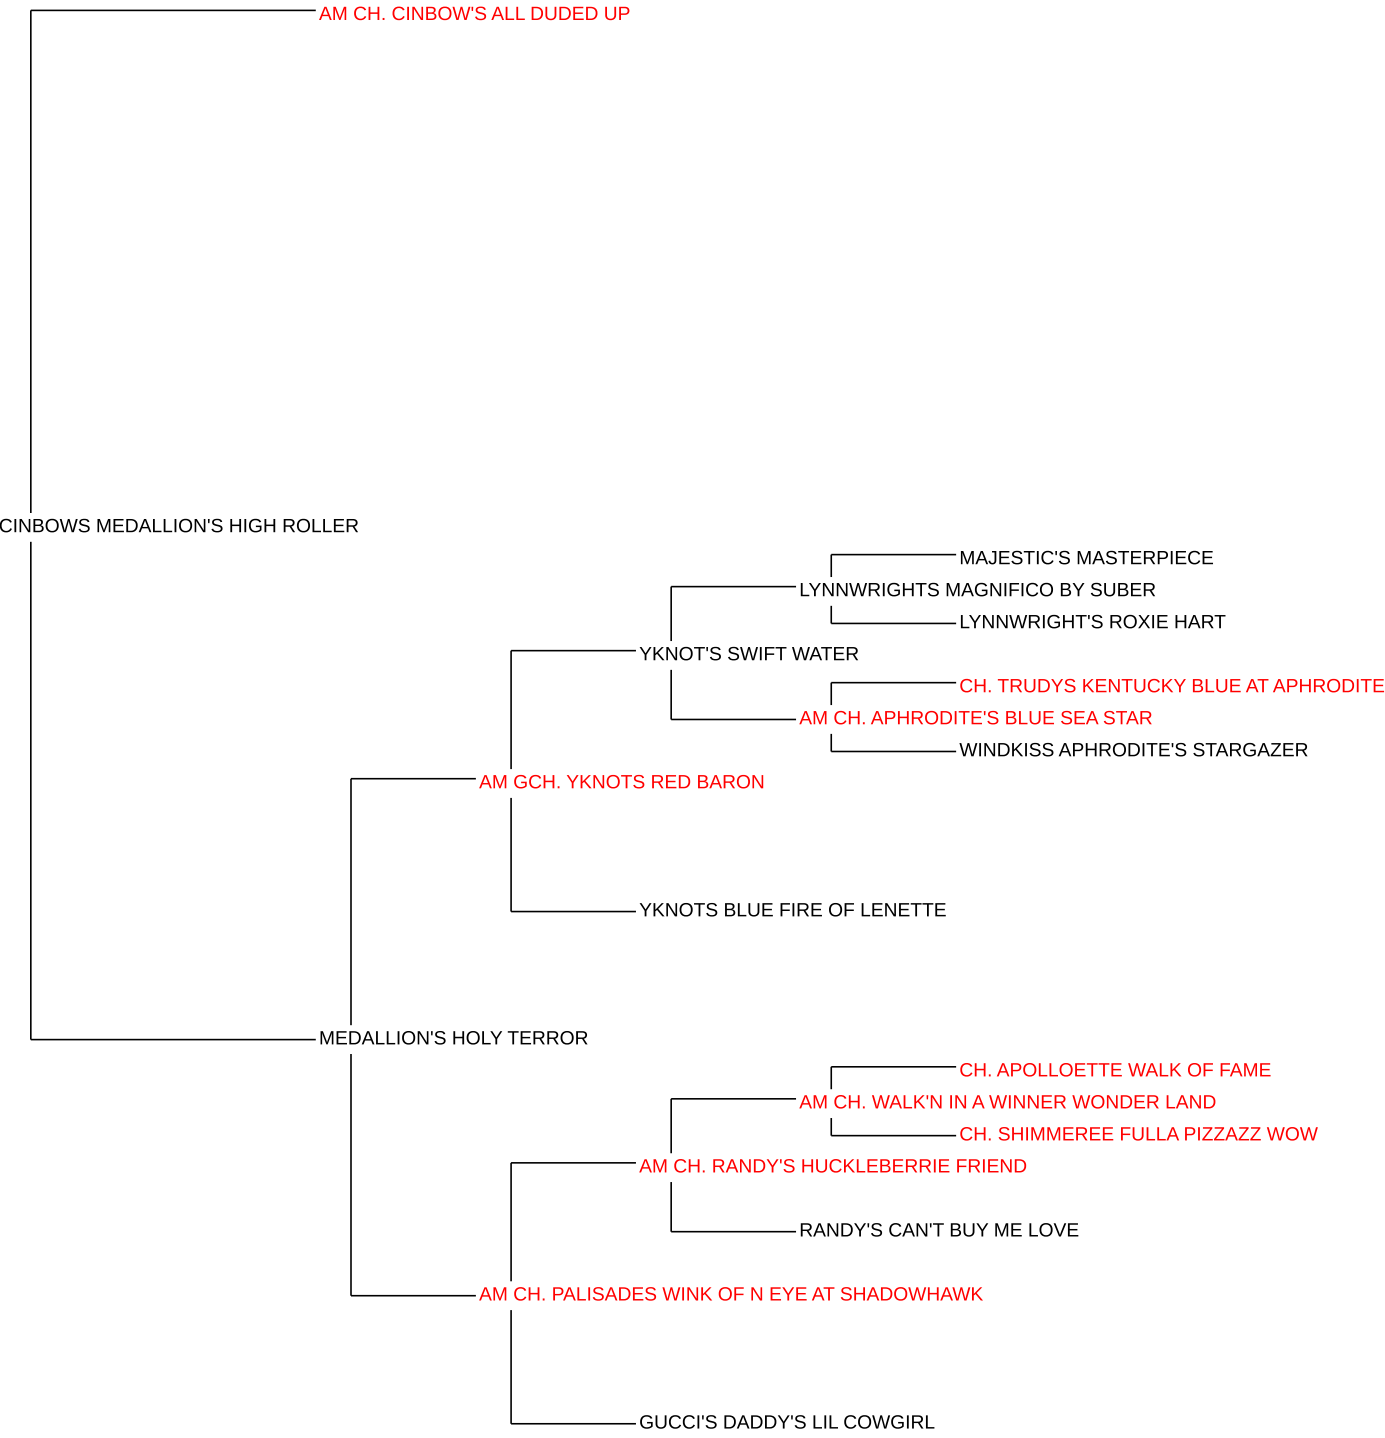 AM CH. CINBOW'S ALL DUDED UP
CINBOWS MEDALLION'S HIGH ROLLER
MAJESTIC'S MASTERPIECE
LYNNWRIGHTS MAGNIFICO BY SUBER
LYNNWRIGHT'S ROXIE HART
YKNOT'S SWIFT WATER
CH. TRUDYS KENTUCKY BLUE AT APHRODITE
AM CH. APHRODITE'S BLUE SEA STAR
WINDKISS APHRODITE'S STARGAZER
AM GCH. YKNOTS RED BARON
YKNOTS BLUE FIRE OF LENETTE
MEDALLION'S HOLY TERROR
CH. APOLLOETTE WALK OF FAME
AM CH. WALK'N IN A WINNER WONDER LAND
CH. SHIMMEREE FULLA PIZZAZZ WOW
AM CH. RANDY'S HUCKLEBERRIE FRIEND
RANDY'S CAN'T BUY ME LOVE
AM CH. PALISADES WINK OF N EYE AT SHADOWHAWK
GUCCI'S DADDY'S LIL COWGIRL